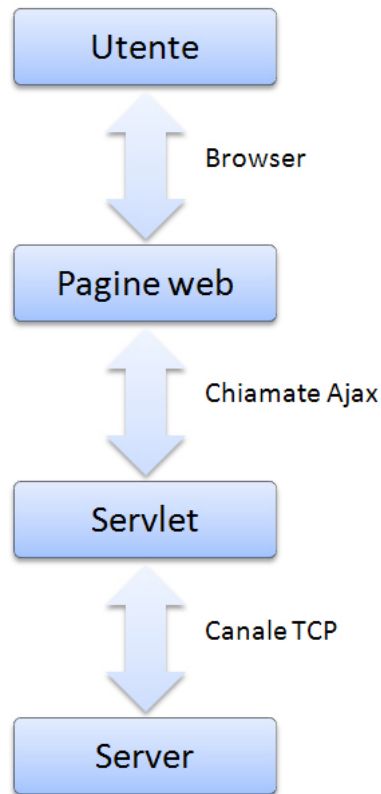 Utente
Browser
Pagine web
Chiamate Ajax
Servlet
Canale TCP
Server